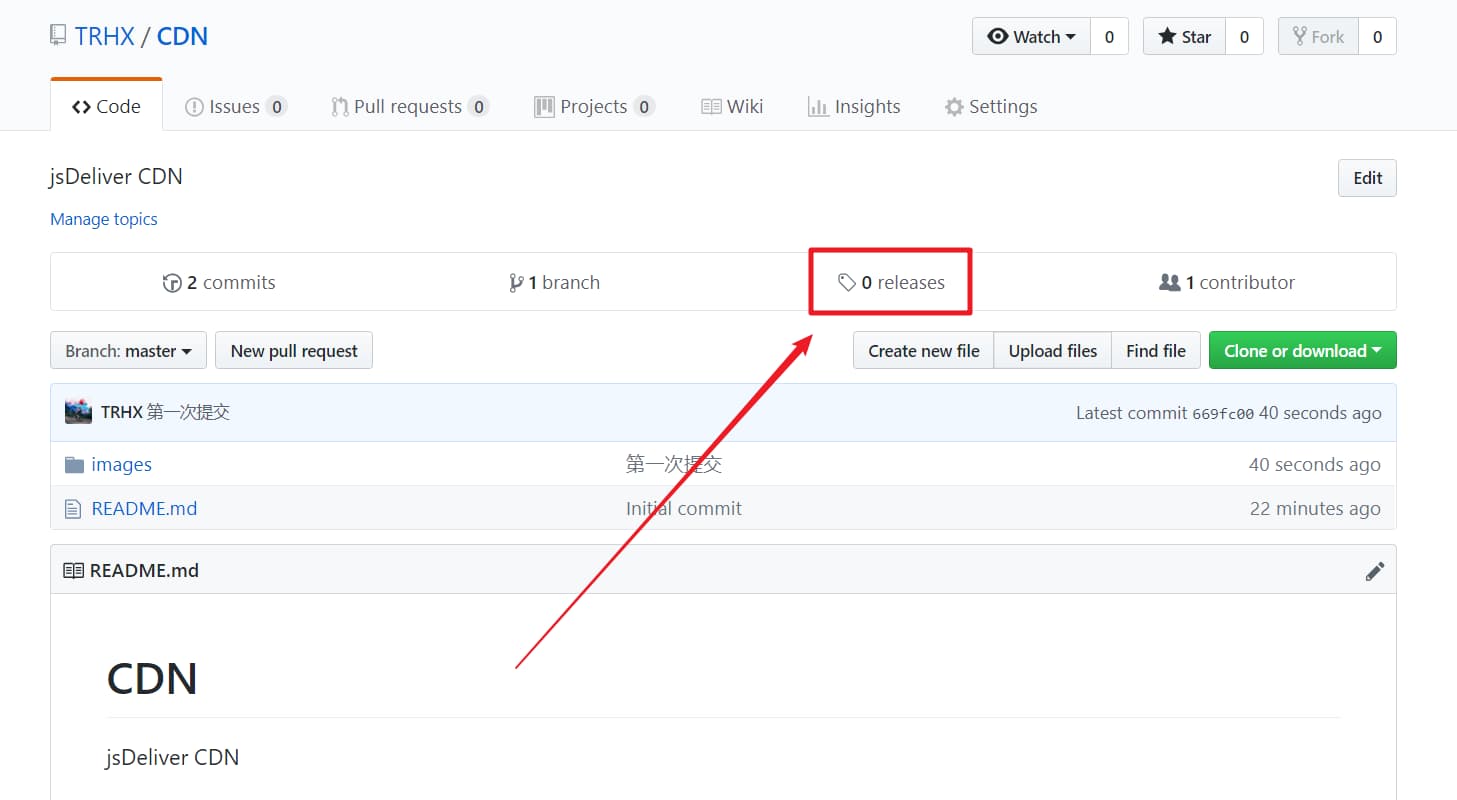 TRHX / CDN Watch 0 Star 0 Fork 0
Code Issues 0 Pull requests 0 Projects 0 Wiki Insights Settings
jsDeliver CDN Edit
Manage topics
2 commits 1 branch 0 releases 1 contributor
Branch: master New pull request Create new file Upload files Find file Clone or download
TRHX 第一次提交 Latest commit 669fc00 40 seconds ago
images 第一次提交 40 seconds ago
README.md Initial commit 22 minutes ago
README.md
CDN
jsDeliver CDN